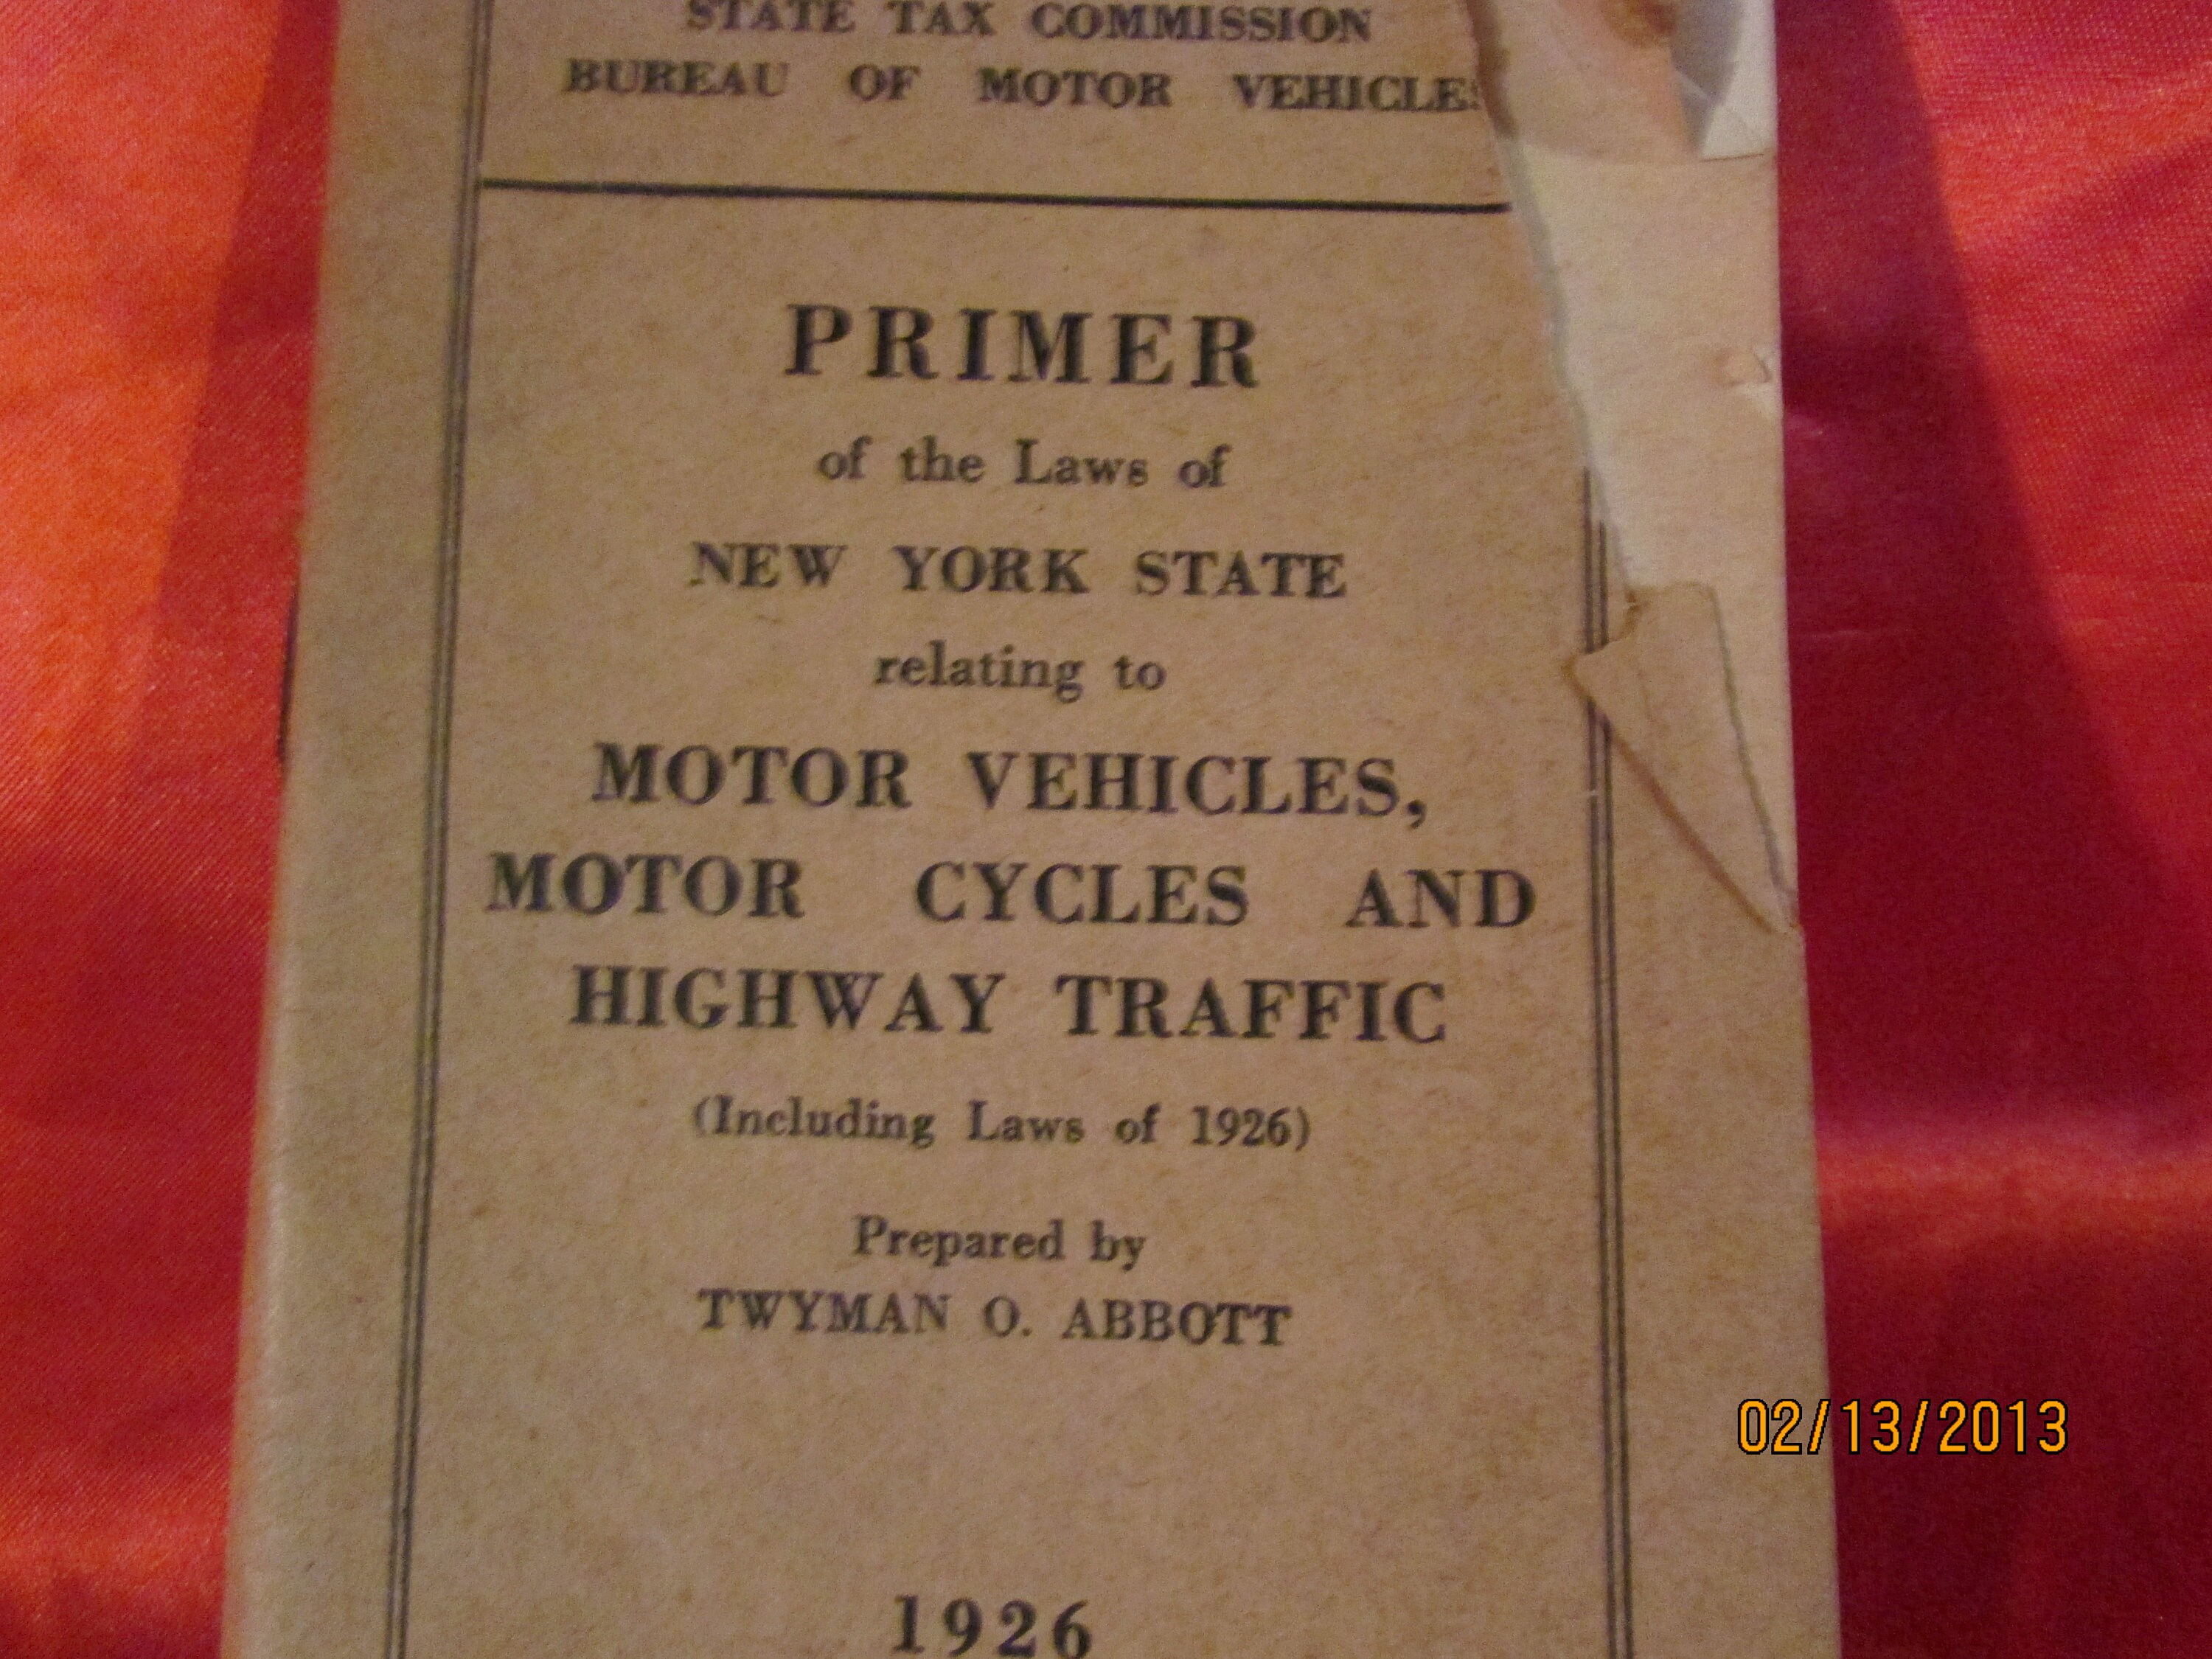 STATE TAX COMMISSION
BUREAU OF MOTOR VEHICLES
PRIMER
of the Laws of
NEW YORK STATE
relating to
MOTOR VEHICLES,
MOTOR CYCLES AND
HIGHWAY TRAFFIC
(Including Laws of 1926)
Prepared by
TWYMAN O. ABBOTT
1926
02/13/2013